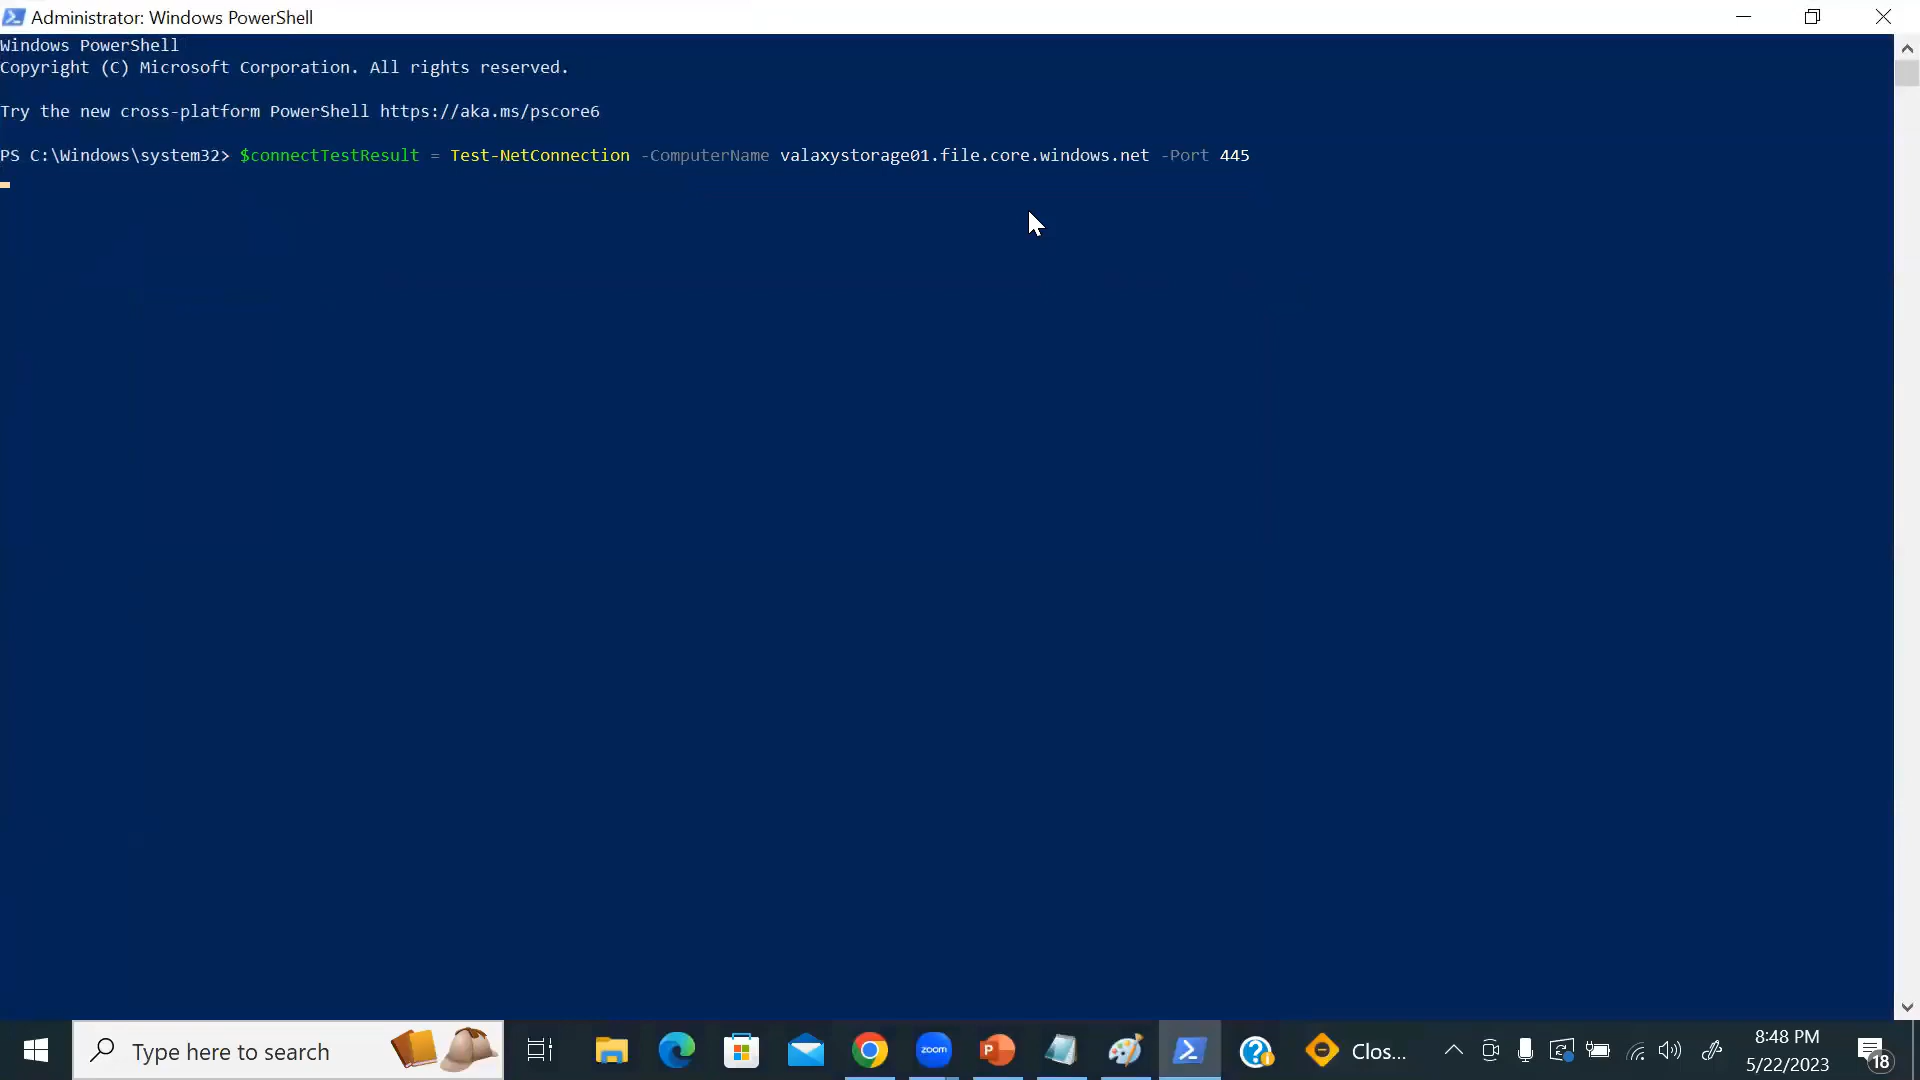 Administrator: Windows PowerShell
Windows PowerShell
Copyright (C) Microsoft Corporation. All rights reserved.
Try the new cross-platform PowerShell https://aka.ms/pscore6
PS C:\Windows\system32> $connectTestResult = Test-NetConnection -ComputerName valaxystorage01.file.core.windows.net -Port 445
Type here to search
zoom
P
Clos...
8:48 PM
5/22/2023
18